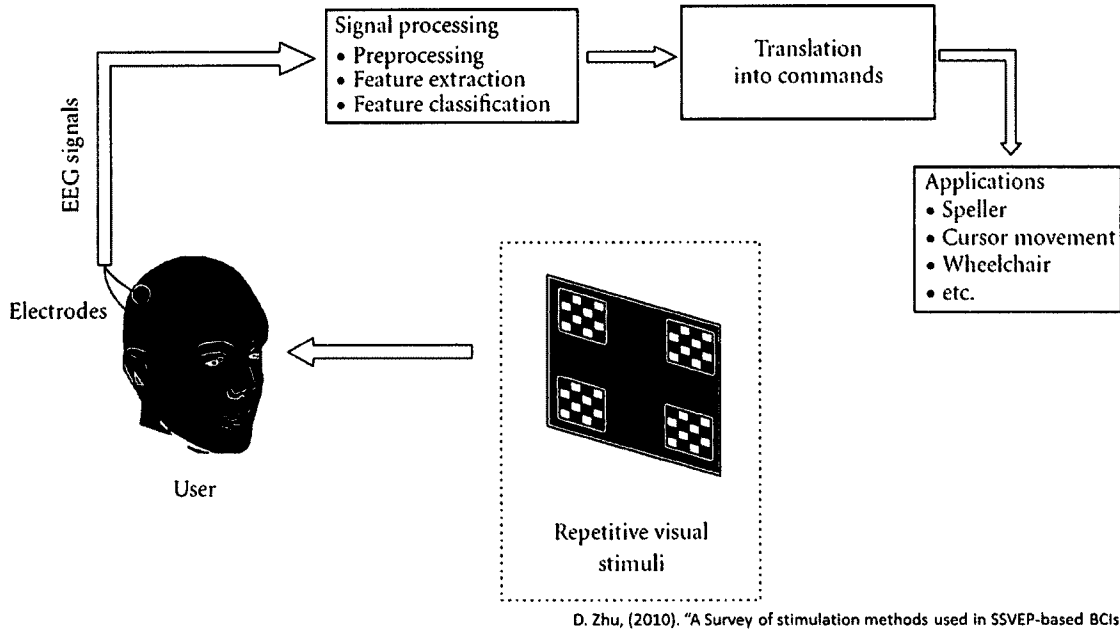 Signal processing
• Preprocessing
• Feature extraction
• Feature classification
Translation
into commands
EEG signals
Applications
• Speller
• Cursor movement
• Wheelchair
• etc.
Electrodes
User
Repetitive visual
stimuli
D. Zhu, (2010). "A Survey of stimulation methods used in SSVEP-based BCIs